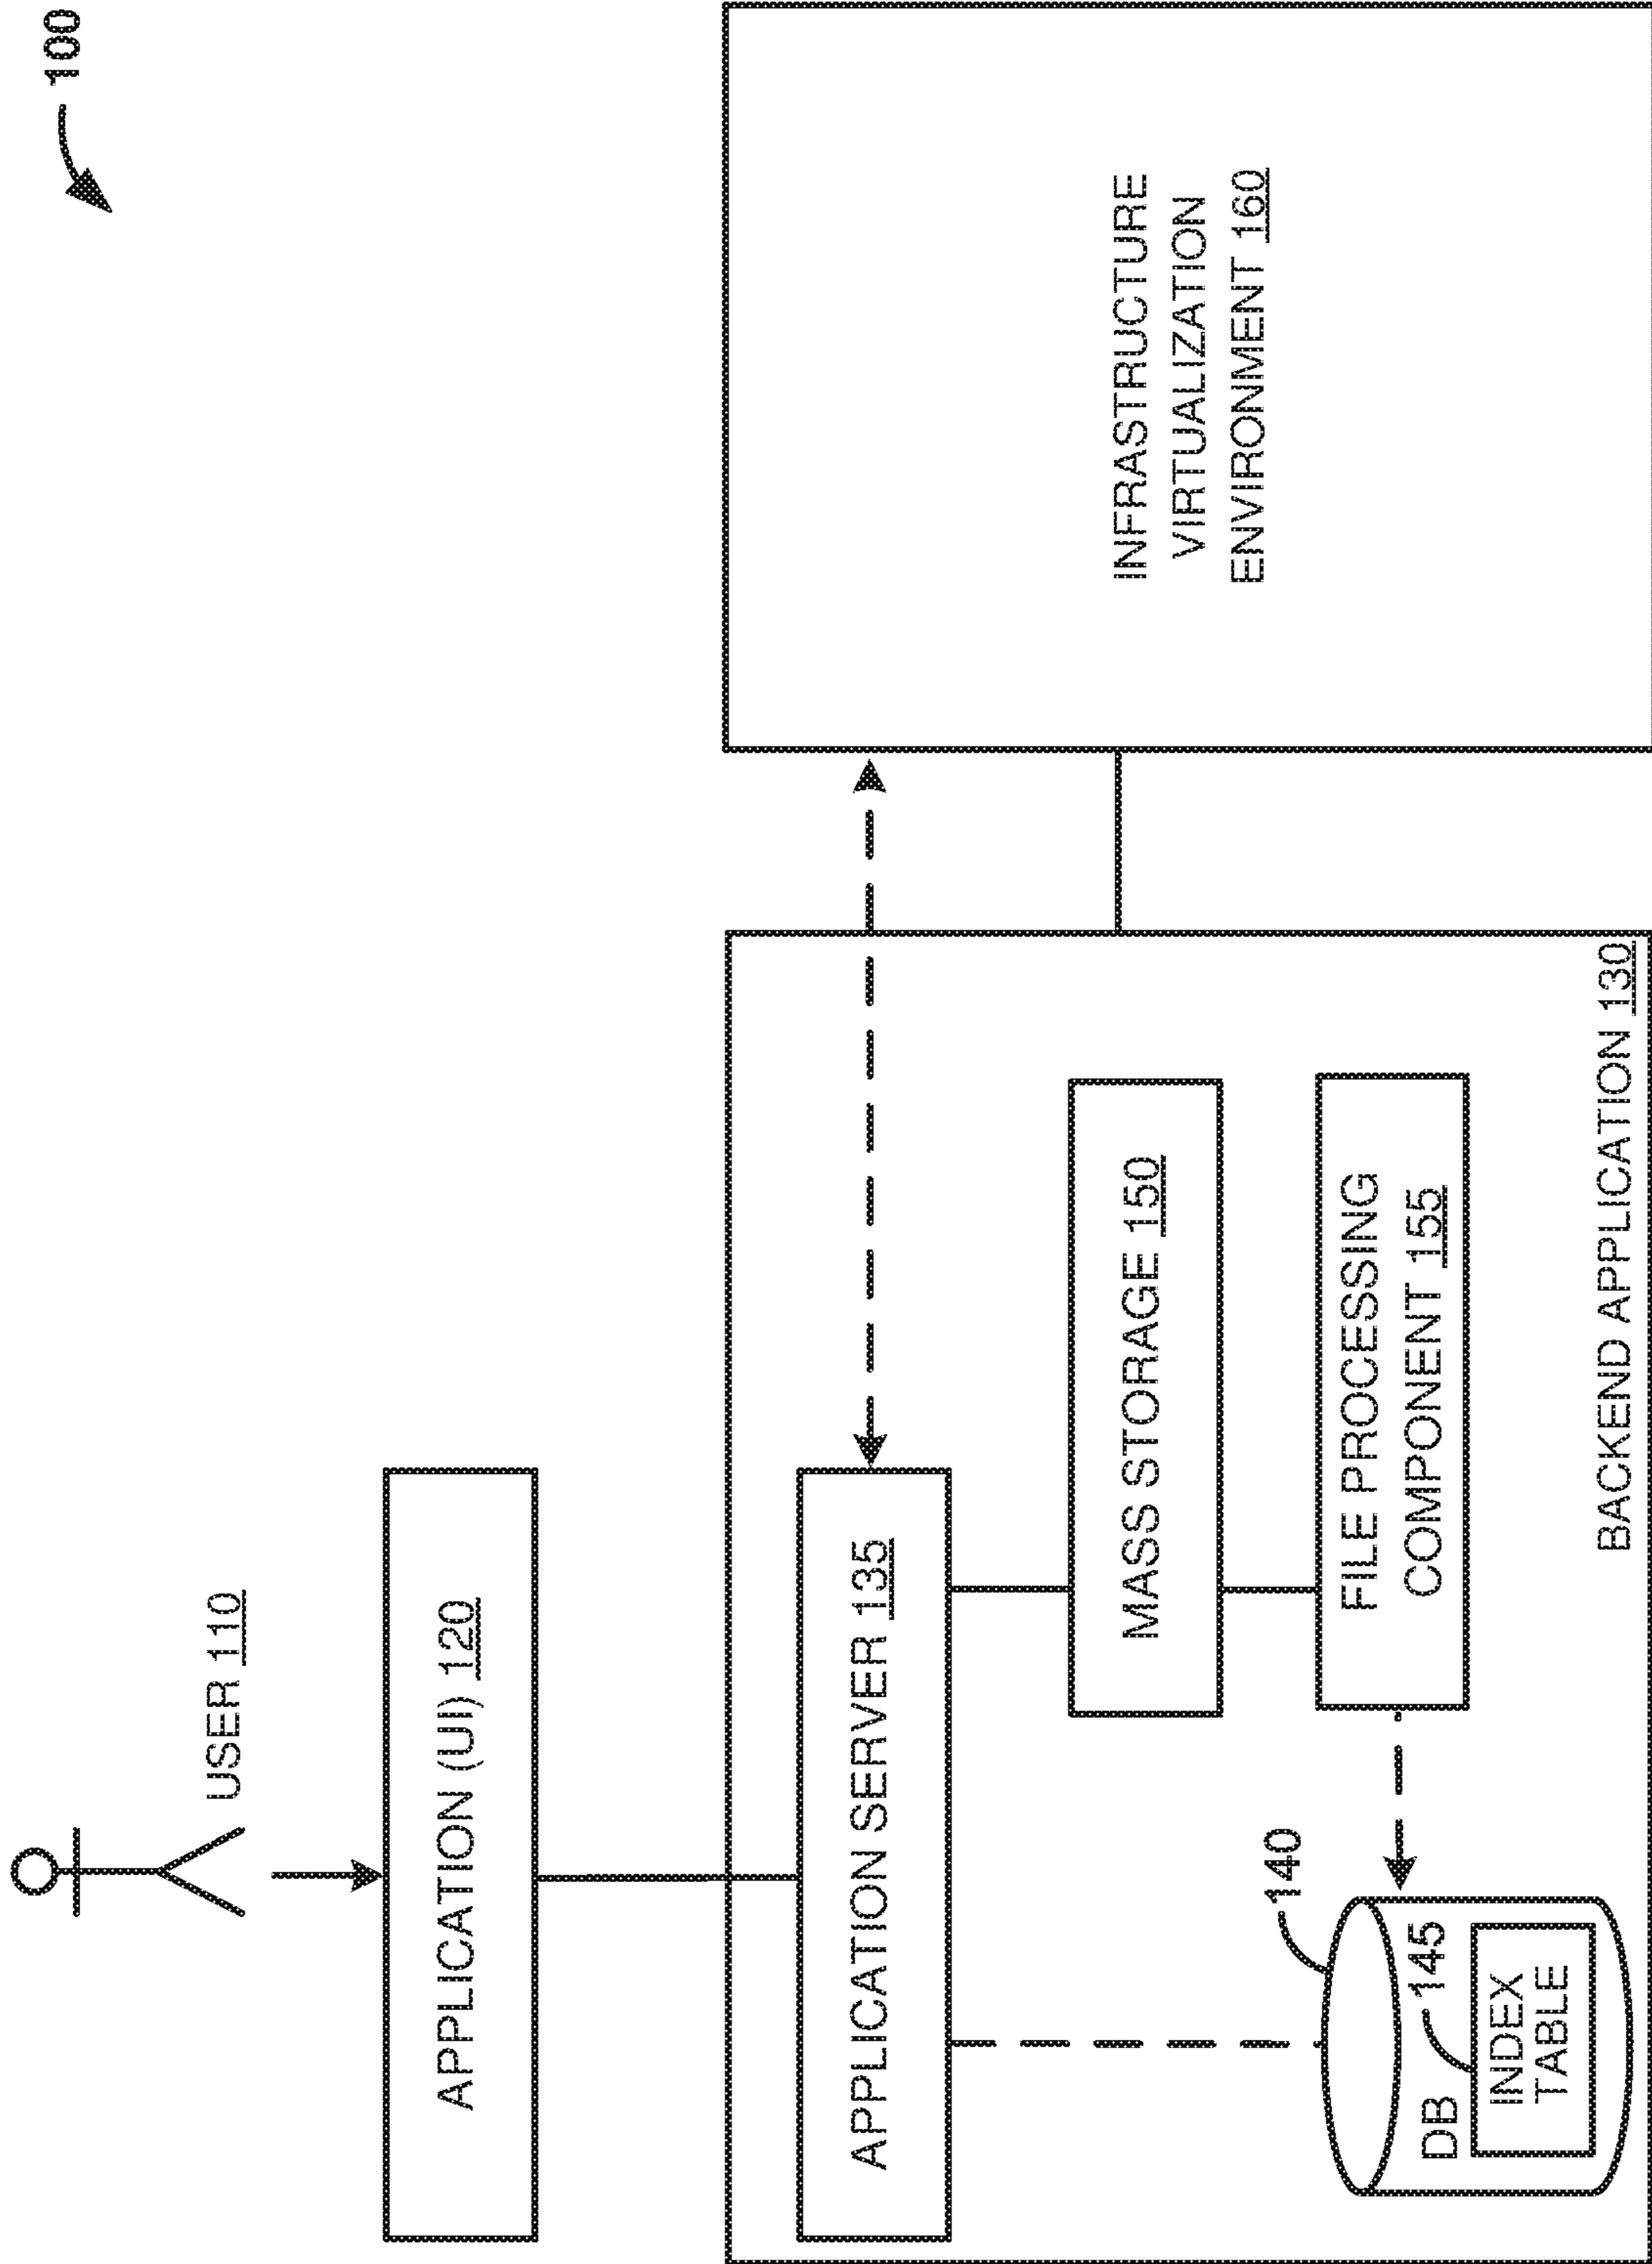 100
USER 110
APPLICATION (UI) 120
APPLICATION SERVER 135
MASS STORAGE 150
FILE PROCESSING
COMPONENT 155
140
DB
145
INDEX
TABLE
BACKEND APPLICATION 130
INFRASTRUCTURE
VIRTUALIZATION
ENVIRONMENT 160